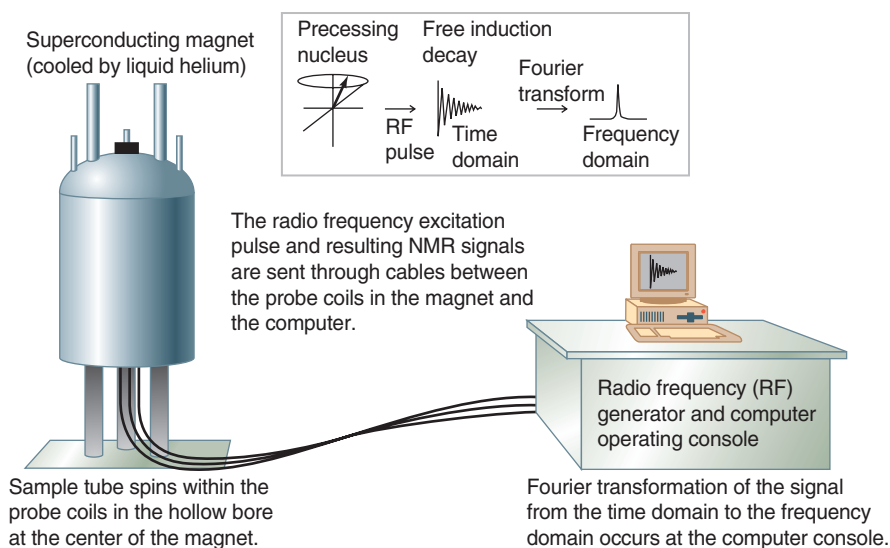 Superconducting magnet
(cooled by liquid helium)
Precessing
nucleus
RF
pulse
Free induction
decay
Time
domain
Fourier
transform
Frequency
domain
The radio frequency excitation
pulse and resulting NMR signals
are sent through cables between
the probe coils in the magnet and
the computer.
Radio frequency (RF)
generator and computer
operating console
Sample tube spins within the
probe coils in the hollow bore
at the center of the magnet.
Fourier transformation of the signal
from the time domain to the frequency
domain occurs at the computer console.